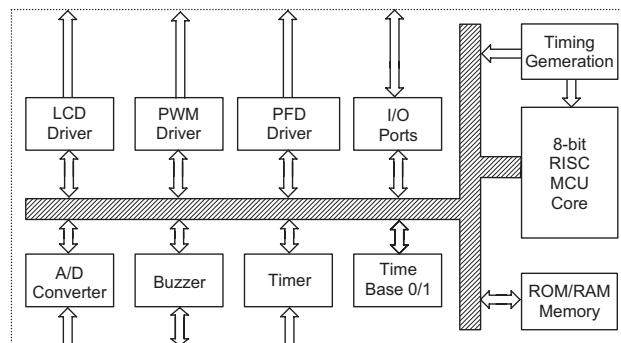 Timing
Gemeration
LCD
Driver
PWM
Driver
PFD
Driver
I/O
Ports
8-bit
RISC
MCU
Core
A/D
Converter
Buzzer
Timer
Time
Base 0/1
ROM/RAM
Memory